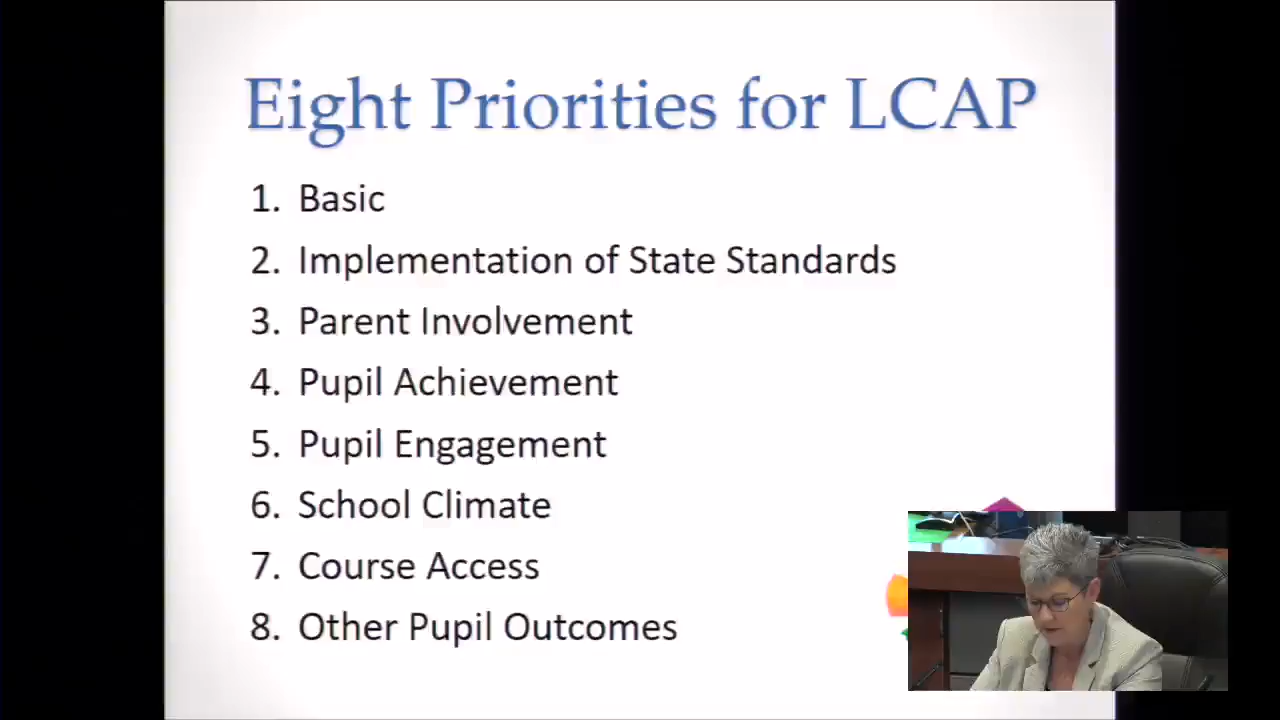 Eight Priorities for LCAP
1. Basic
2. Implementation of State Standards
3. Parent Involvement
4. Pupil Achievement
5. Pupil Engagement
6. School Climate
7. Course Access
8. Other Pupil Outcomes